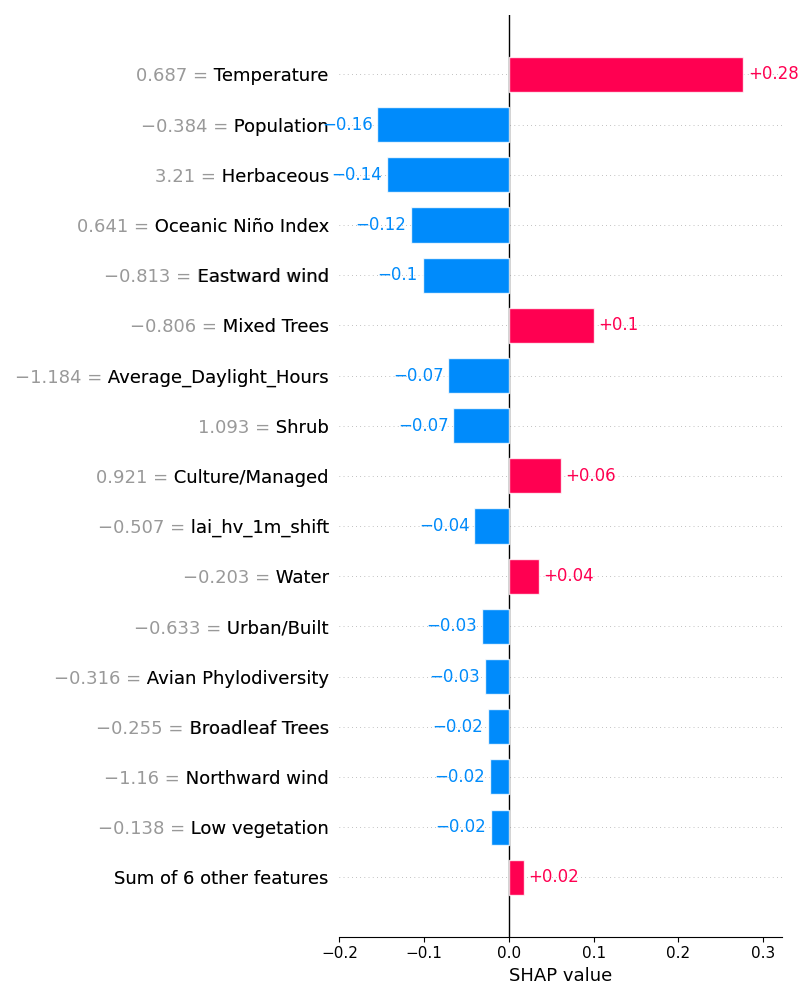 0.687 = Temperature +0.28
−0.384 = Population −0.16
3.21 = Herbaceous −0.14
0.641 = Oceanic Niño Index −0.12
−0.813 = Eastward wind −0.1
−0.806 = Mixed Trees +0.1
−1.184 = Average_Daylight_Hours −0.07
1.093 = Shrub −0.07
0.921 = Culture/Managed +0.06
−0.507 = lai_hv_1m_shift −0.04
−0.203 = Water +0.04
−0.633 = Urban/Built −0.03
−0.316 = Avian Phylodiversity −0.03
−0.255 = Broadleaf Trees −0.02
−1.16 = Northward wind −0.02
−0.138 = Low vegetation −0.02
Sum of 6 other features +0.02
−0.2 −0.1 0.0 0.1 0.2 0.3
SHAP value